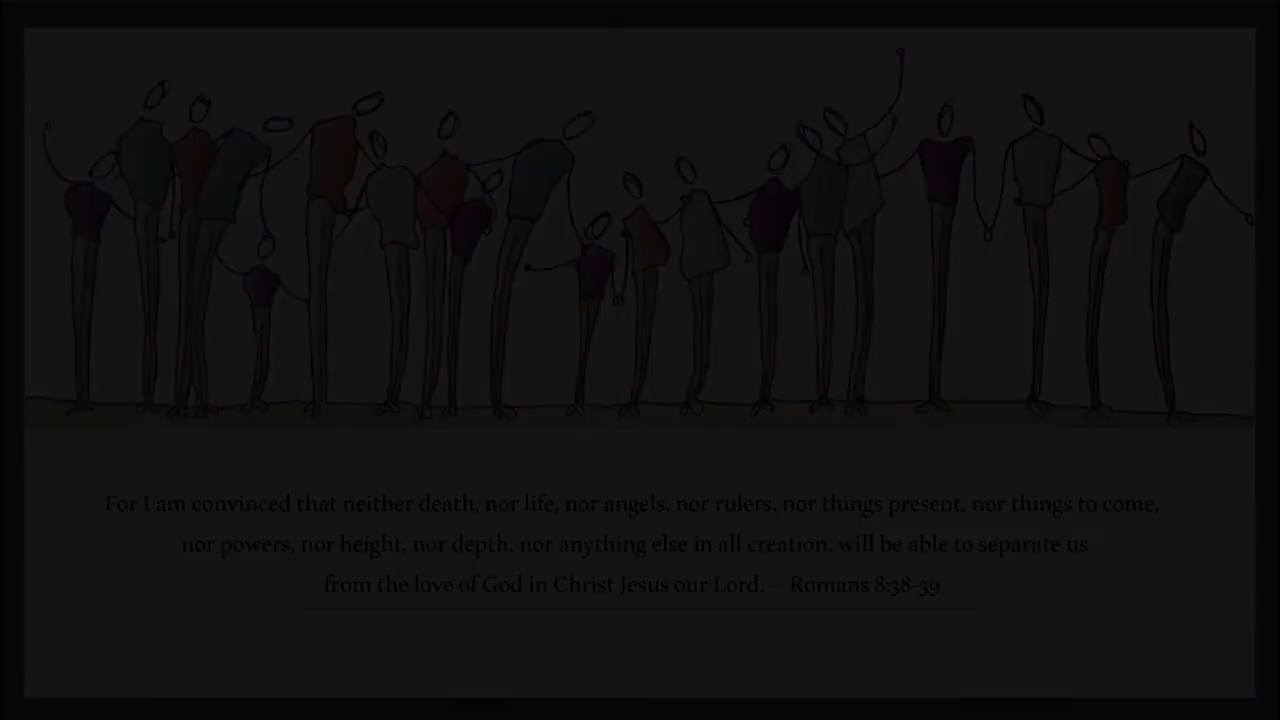 For I am convinced that neither death, nor life, nor angels, nor rulers, nor things present, nor things to come,
nor powers, nor height, nor depth, nor anything else in all creation, will be able to separate us
from the love of God in Christ Jesus our Lord. – Romans 8:38-39